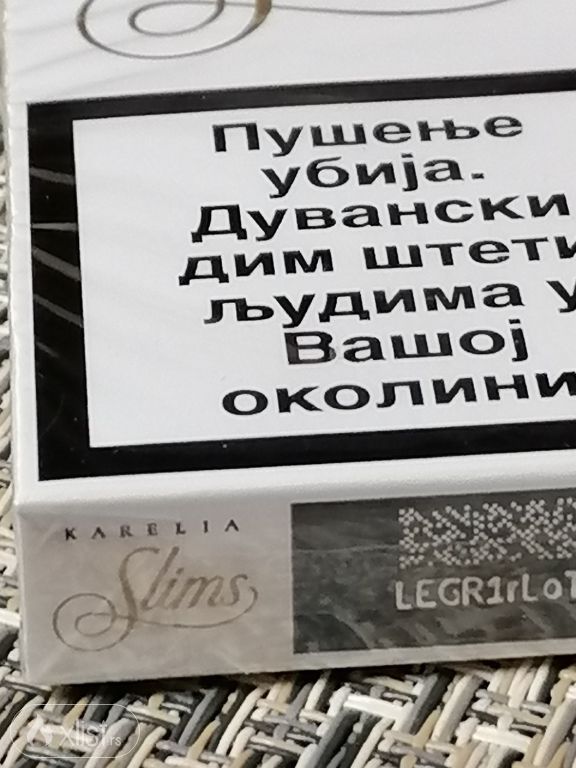 Пушење
убија.
Дувански
дим штети
људима у
Вашој
околини
KARELIA
Slims
LEGR1rLoT
xlist.rs